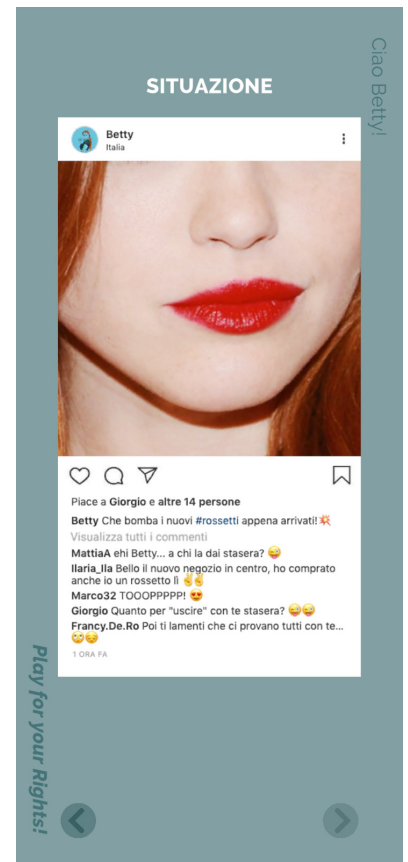 Ciao Betty!
SITUAZIONE
Betty
Italia
Piace a Giorgio e altre 14 persone
Betty Che bomba i nuovi #rossetti appena arrivati!💥
Visualizza tutti i commenti
MattiaA ehi Betty... a chi la dai stasera? 😜
Ilaria_Ila Bello il nuovo negozio in centro, ho comprato
anche io un rossetto lì ✌️✌️
Marco32 TOOOPPPPP! 😍
Giorgio Quanto per "uscire" con te stasera? 😜😜
Francy.De.Ro Poi ti lamenti che ci provano tutti con te...
🙄😔
1 ORA FA
Play for your Rights!